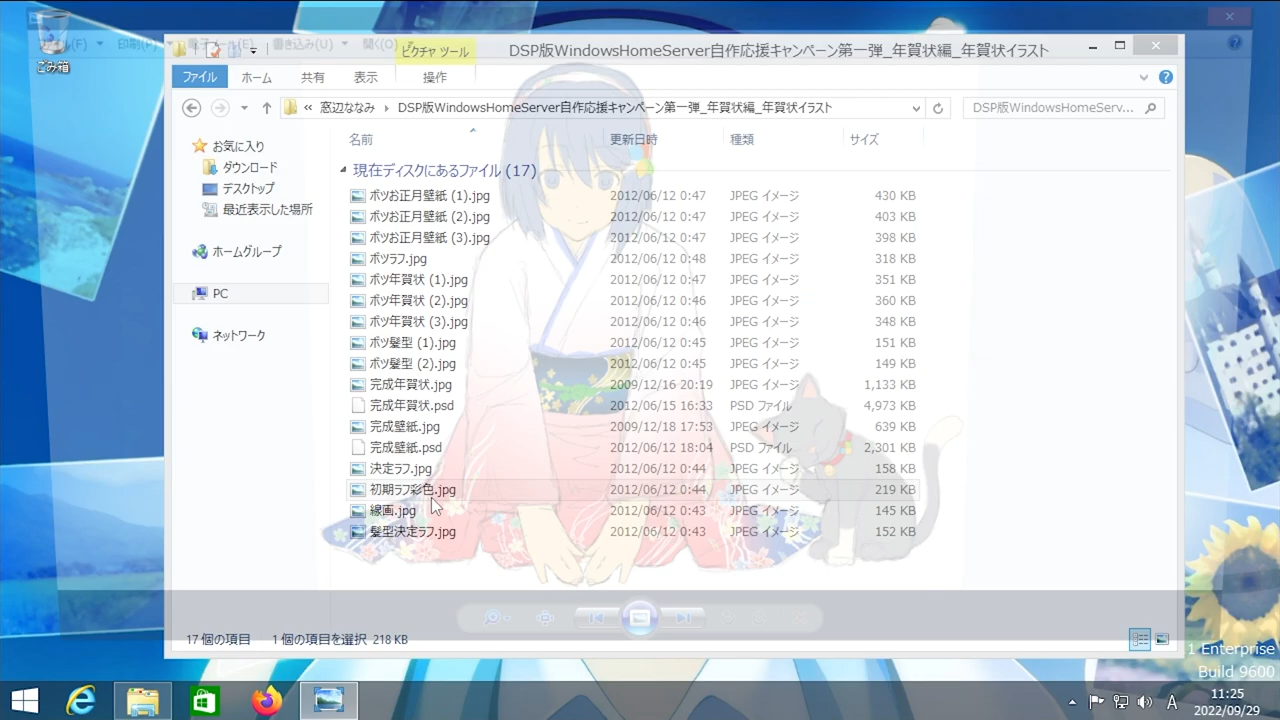 ごみ箱
ピクチャ ツール
DSP版WindowsHomeServer自作応援キャンペーン第一弾_年賀状編_年賀状イラスト
ファイル
ホーム
共有
表示
操作
印刷(P)
書き込み(U)
開く(O)
« 窓辺ななみ
DSP版WindowsHomeServer自作応援キャンペーン第一弾_年賀状編_年賀状イラスト
DSP版WindowsHomeServ...
お気に入り
ダウンロード
デスクトップ
最近表示した場所
ホームグループ
PC
ネットワーク
名前 更新日時 種類 サイズ
現在ディスクにあるファイル (17)
ボツお正月壁紙 (1).jpg 2012/06/12 0:47 JPEG イメージ 430 KB
ボツお正月壁紙 (2).jpg 2012/06/12 0:47 JPEG イメージ 403 KB
ボツお正月壁紙 (3).jpg 2012/06/12 0:47 JPEG イメージ 398 KB
ボツラフ.jpg 2012/06/12 0:48 JPEG イメージ 318 KB
ボツ年賀状 (1).jpg 2012/06/12 0:47 JPEG イメージ 351 KB
ボツ年賀状 (2).jpg 2012/06/12 0:46 JPEG イメージ 360 KB
ボツ年賀状 (3).jpg 2012/06/12 0:46 JPEG イメージ 348 KB
ボツ髪型 (1).jpg 2012/06/12 0:45 JPEG イメージ 151 KB
ボツ髪型 (2).jpg 2012/06/12 0:45 JPEG イメージ 149 KB
完成年賀状.jpg 2009/12/16 20:19 JPEG イメージ 1,133 KB
完成年賀状.psd 2012/06/15 16:33 PSD ファイル 4,973 KB
完成壁紙.jpg 2009/12/18 17:53 JPEG イメージ 639 KB
完成壁紙.psd 2012/06/12 18:04 PSD ファイル 2,301 KB
決定ラフ.jpg 2012/06/12 0:44 JPEG イメージ 158 KB
初期ラフ彩色.jpg 2012/06/12 0:44 JPEG イメージ 219 KB
線画.jpg 2012/06/12 0:43 JPEG イメージ 145 KB
髪型決定ラフ.jpg 2012/06/12 0:43 JPEG イメージ 152 KB
17 個の項目 1 個の項目を選択 218 KB
1 Enterprise
Build 9600
A
11:25
2022/09/29